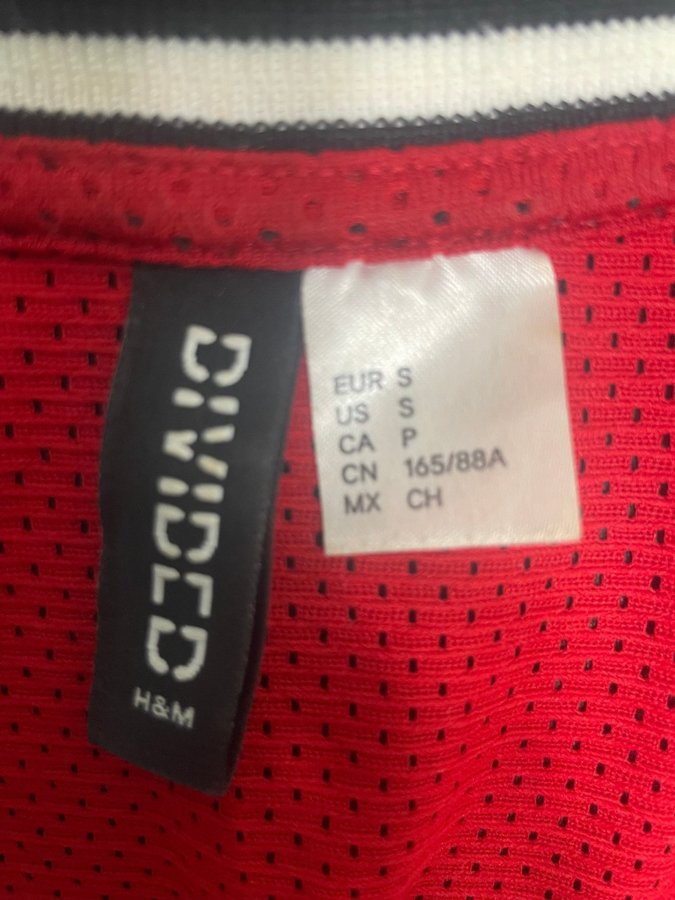 DIVIDED
H&M
EUR S
US S
CA P
CN 165/88A
MX CH